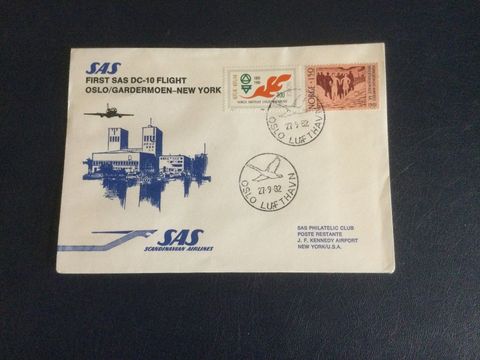 SAS
FIRST SAS DC-10 FLIGHT
OSLO/GARDERMOEN–NEW YORK
NORGE
150
27·9·82
OSLO LUFTHAVN
27·9·82
OSLO LUFTHAVN
SAS
SCANDINAVIAN AIRLINES
SAS PHILATELIC CLUB
POSTE RESTANTE
J. F. KENNEDY AIRPORT
NEW YORK/U.S.A.